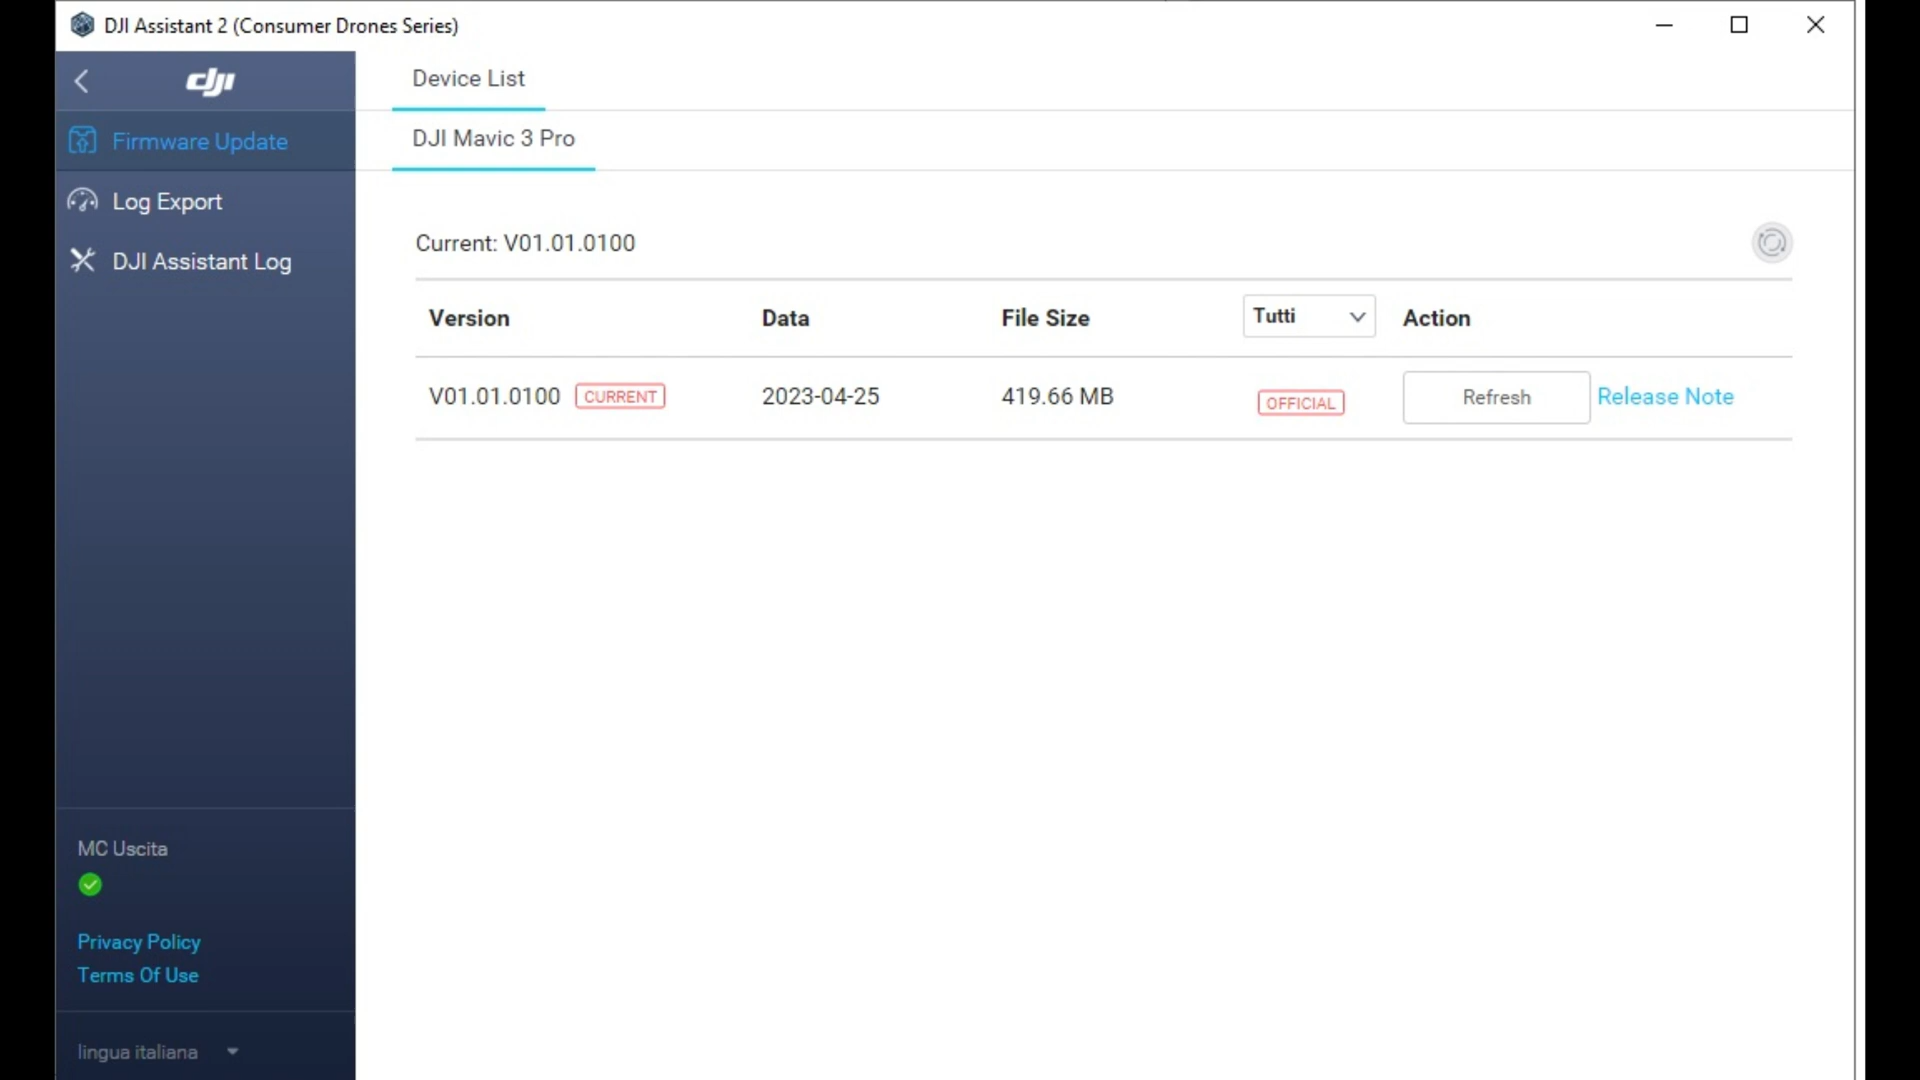 DJI Assistant 2 (Consumer Drones Series)
dji
Device List
Firmware Update
DJI Mavic 3 Pro
Log Export
DJI Assistant Log
Current: V01.01.0100
Version Data File Size Tutti Action
V01.01.0100 CURRENT 2023-04-25 419.66 MB OFFICIAL Refresh Release Note
MC Uscita
Privacy Policy
Terms Of Use
lingua italiana